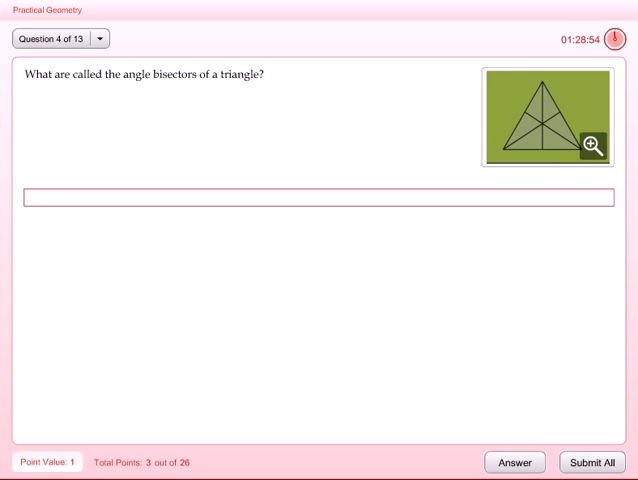 Practical Geometry
Question 4 of 13
01:28:54
What are called the angle bisectors of a triangle?
Point Value: 1
Total Points: 3 out of 26
Answer
Submit All